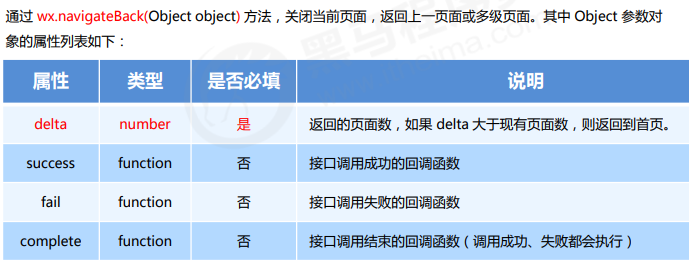 通过 wx.navigateBack(Object object) 方法，关闭当前页面，返回上一页面或多级页面。其中 Object 参数对
象的属性列表如下：
属性 类型 是否必填 说明
delta number 是 返回的页面数，如果 delta 大于现有页面数，则返回到首页。
success function 否 接口调用成功的回调函数
fail function 否 接口调用失败的回调函数
complete function 否 接口调用结束的回调函数（调用成功、失败都会执行）